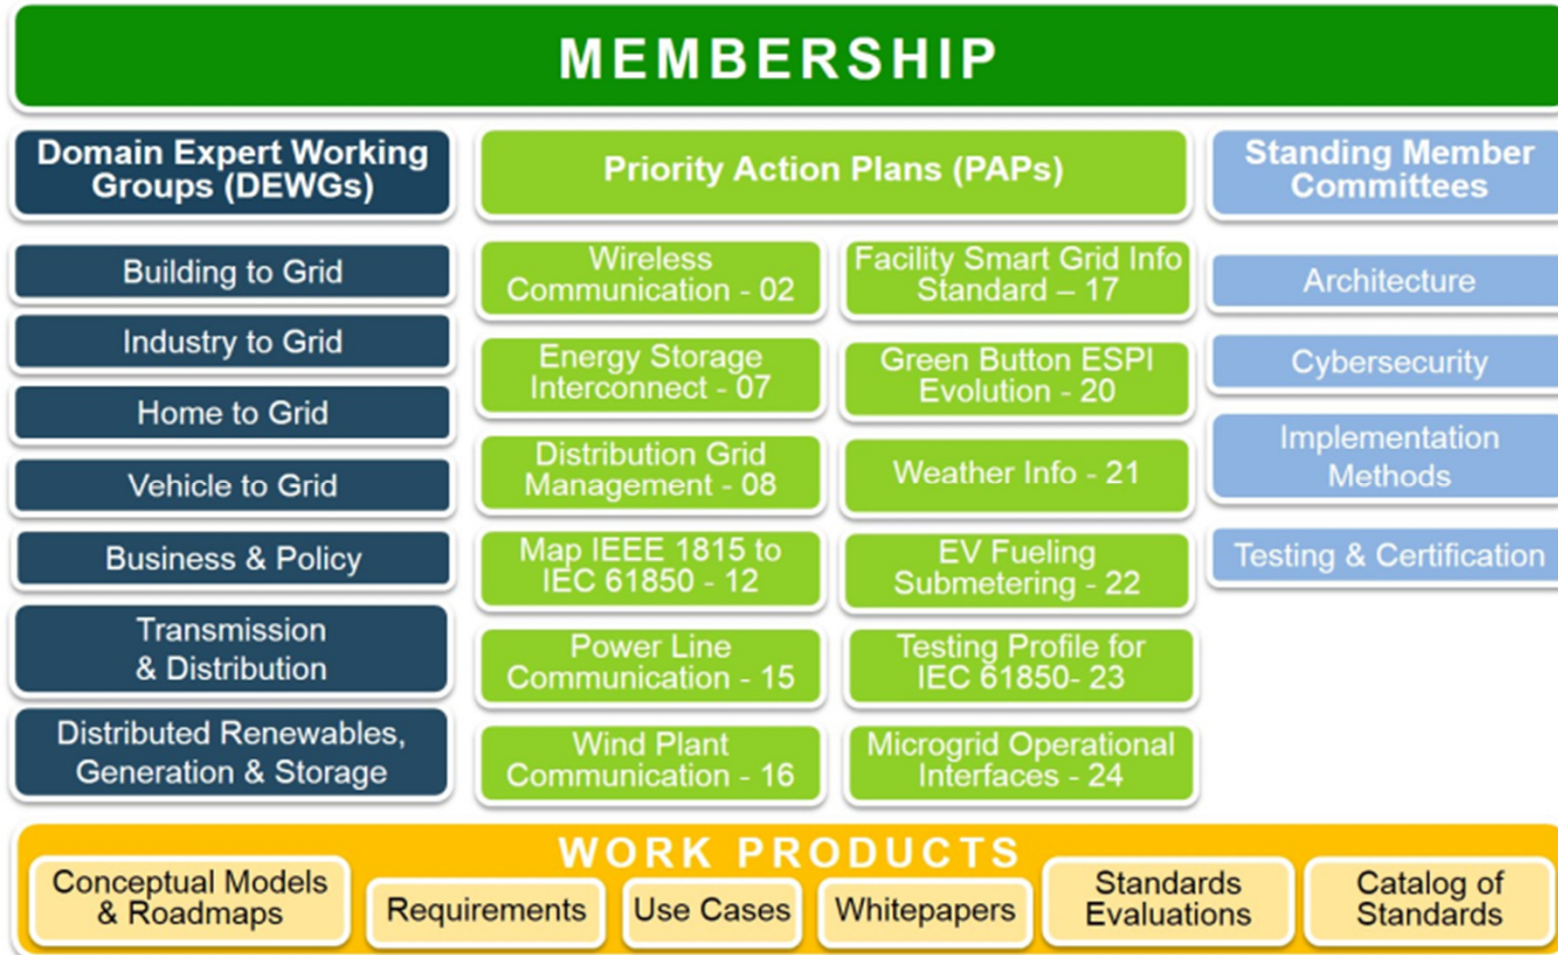 MEMBERSHIP
Domain Expert Working
Groups (DEWGs)
Building to Grid
Industry to Grid
Home to Grid
Vehicle to Grid
Business & Policy
Transmission
& Distribution
Distributed Renewables,
Generation & Storage
Priority Action Plans (PAPs)
Wireless
Communication - 02
Energy Storage
Interconnect - 07
Distribution Grid
Management - 08
Map IEEE 1815 to
IEC 61850 - 12
Power Line
Communication - 15
Wind Plant
Communication - 16
Facility Smart Grid Info
Standard – 17
Green Button ESPI
Evolution - 20
Weather Info - 21
EV Fueling
Submetering - 22
Testing Profile for
IEC 61850- 23
Microgrid Operational
Interfaces - 24
Standing Member
Committees
Architecture
Cybersecurity
Implementation
Methods
Testing & Certification
WORK PRODUCTS
Conceptual Models
& Roadmaps
Requirements
Use Cases
Whitepapers
Standards
Evaluations
Catalog of
Standards